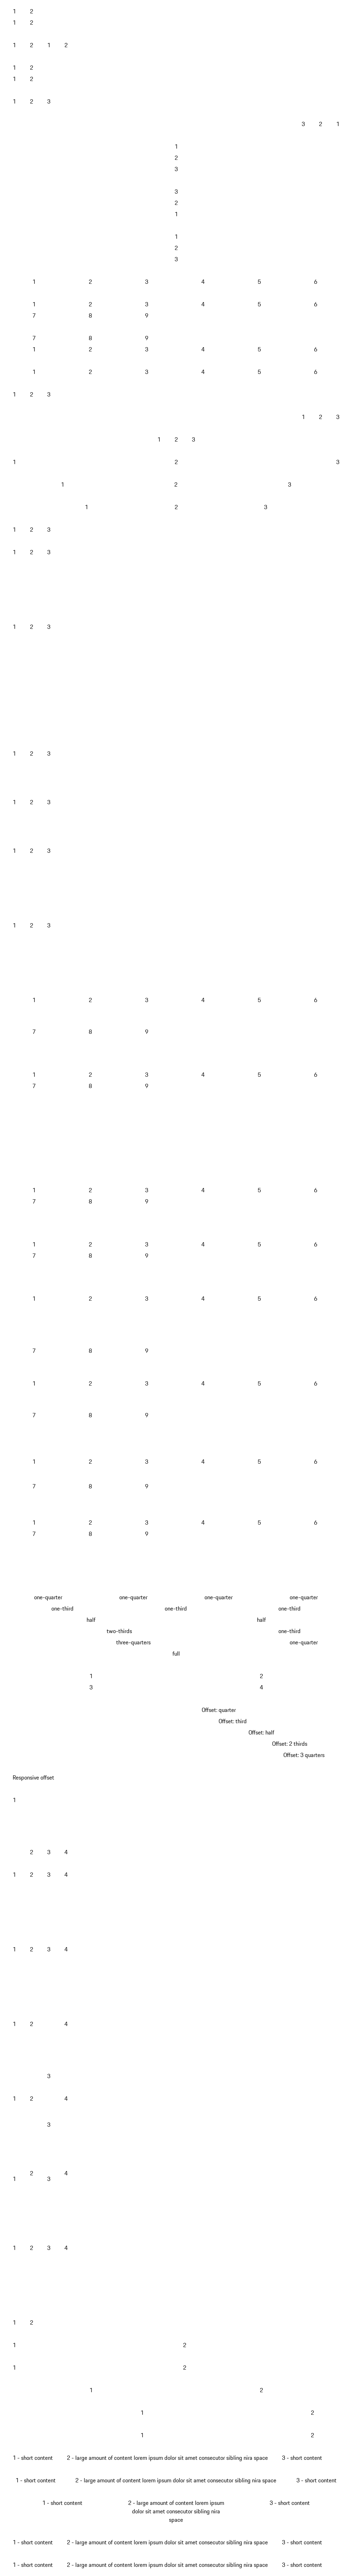 1 2
1 2
1 2 1 2
1 2
1 2
1 2 3
3 2 1
1
2
3
3
2
1
1
2
3
1 2 3 4 5 6
1 2 3 4 5 6
7 8 9
7 8 9
1 2 3 4 5 6
1 2 3 4 5 6
1 2 3
1 2 3
1 2 3
1 2 3
1 2 3
1 2 3
1 2 3
1 2 3
1 2 3
1 2 3
1 2 3
1 2 3
1 2 3
1 2 3 4 5 6
7 8 9
1 2 3 4 5 6
7 8 9
1 2 3 4 5 6
7 8 9
1 2 3 4 5 6
7 8 9
1 2 3 4 5 6
7 8 9
1 2 3 4 5 6
7 8 9
1 2 3 4 5 6
7 8 9
1 2 3 4 5 6
7 8 9
one-quarter one-quarter one-quarter one-quarter
one-third one-third one-third
half half
two-thirds one-third
three-quarters one-quarter
full
1 2
3 4
Offset: quarter
Offset: third
Offset: half
Offset: 2 thirds
Offset: 3 quarters
Responsive offset
1
2 3 4
1 2 3 4
1 2 3 4
1 2 4
3
1 2 4
3
2 4
1 3
1 2 3 4
1 2
1 2
1 2
1 2
1 2
1 2
1 - short content 2 - large amount of content lorem ipsum dolor sit amet consecutor sibling nira space 3 - short content
1 - short content 2 - large amount of content lorem ipsum dolor sit amet consecutor sibling nira space 3 - short content
1 - short content 2 - large amount of content lorem ipsum 3 - short content
dolor sit amet consecutor sibling nira
space
1 - short content 2 - large amount of content lorem ipsum dolor sit amet consecutor sibling nira space 3 - short content
1 - short content 2 - large amount of content lorem ipsum dolor sit amet consecutor sibling nira space 3 - short content